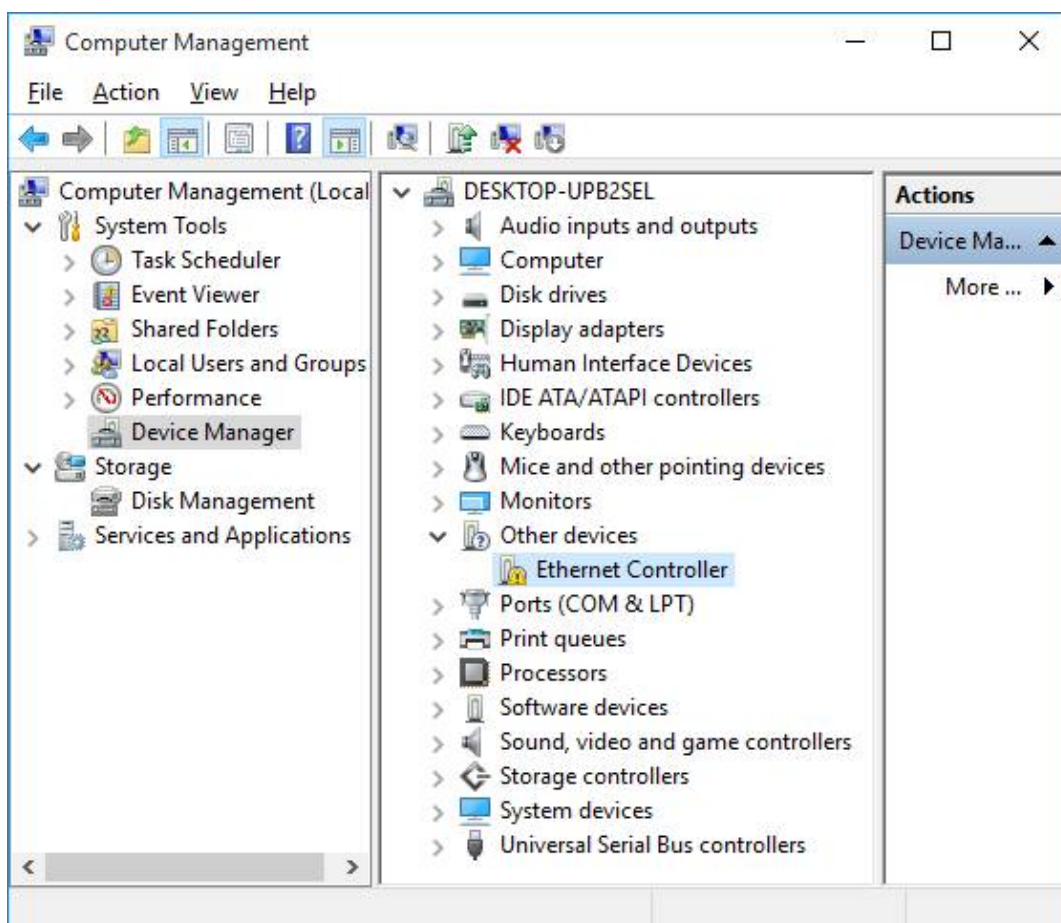 Computer Management
File Action View Help
Computer Management (Local
System Tools
Task Scheduler
Event Viewer
Shared Folders
Local Users and Groups
Performance
Device Manager
Storage
Disk Management
Services and Applications
DESKTOP-UPB2SEL
Audio inputs and outputs
Computer
Disk drives
Display adapters
Human Interface Devices
IDE ATA/ATAPI controllers
Keyboards
Mice and other pointing devices
Monitors
Other devices
Ethernet Controller
Ports (COM & LPT)
Print queues
Processors
Software devices
Sound, video and game controllers
Storage controllers
System devices
Universal Serial Bus controllers
Actions
Device Ma...
More ...